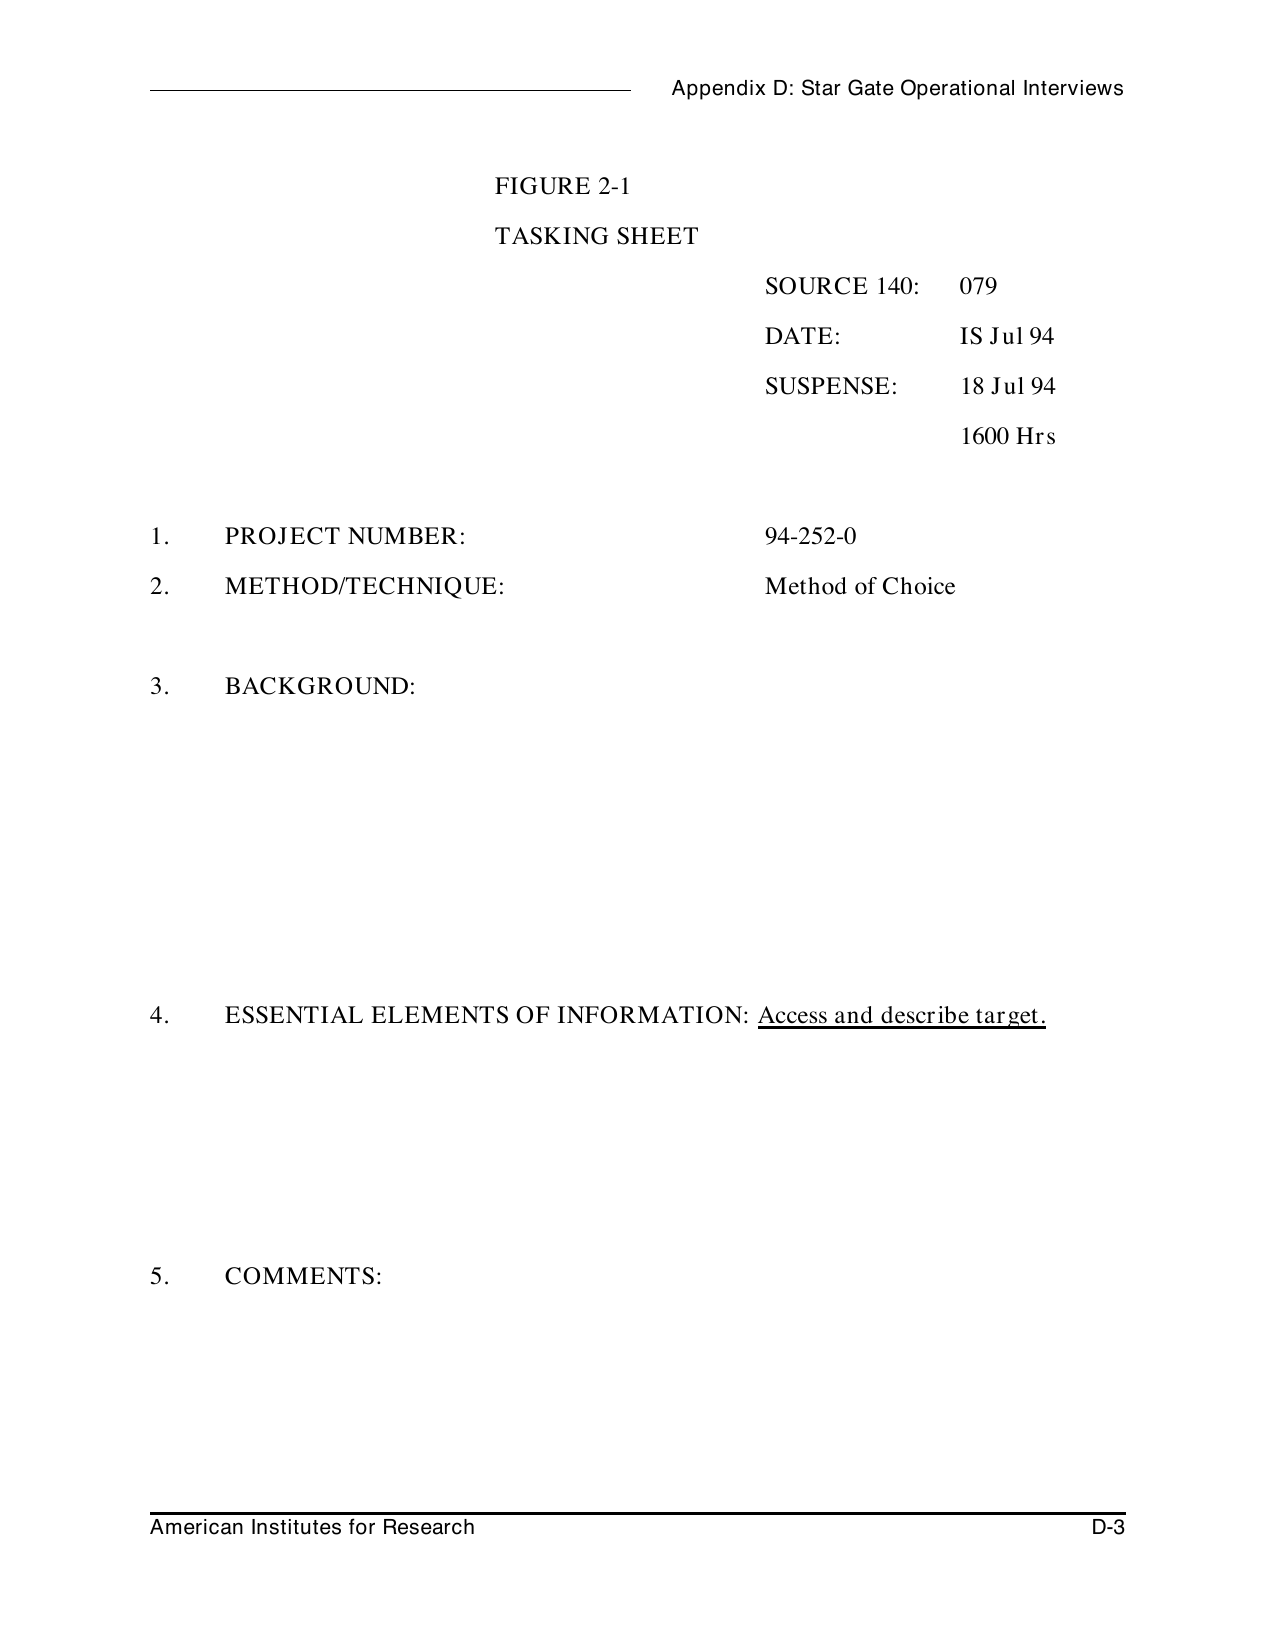 Appendix D: Star Gate Operational Interviews
FIGURE 2-1
TASKING SHEET
SOURCE 140: 079
DATE: IS Jul 94
SUSPENSE: 18 Jul 94
1600 Hrs
1. PROJECT NUMBER: 94-252-0
2. METHOD/TECHNIQUE: Method of Choice
3. BACKGROUND:
4. ESSENTIAL ELEMENTS OF INFORMATION: Access and describe target.
5. COMMENTS:
American Institutes for Research D-3